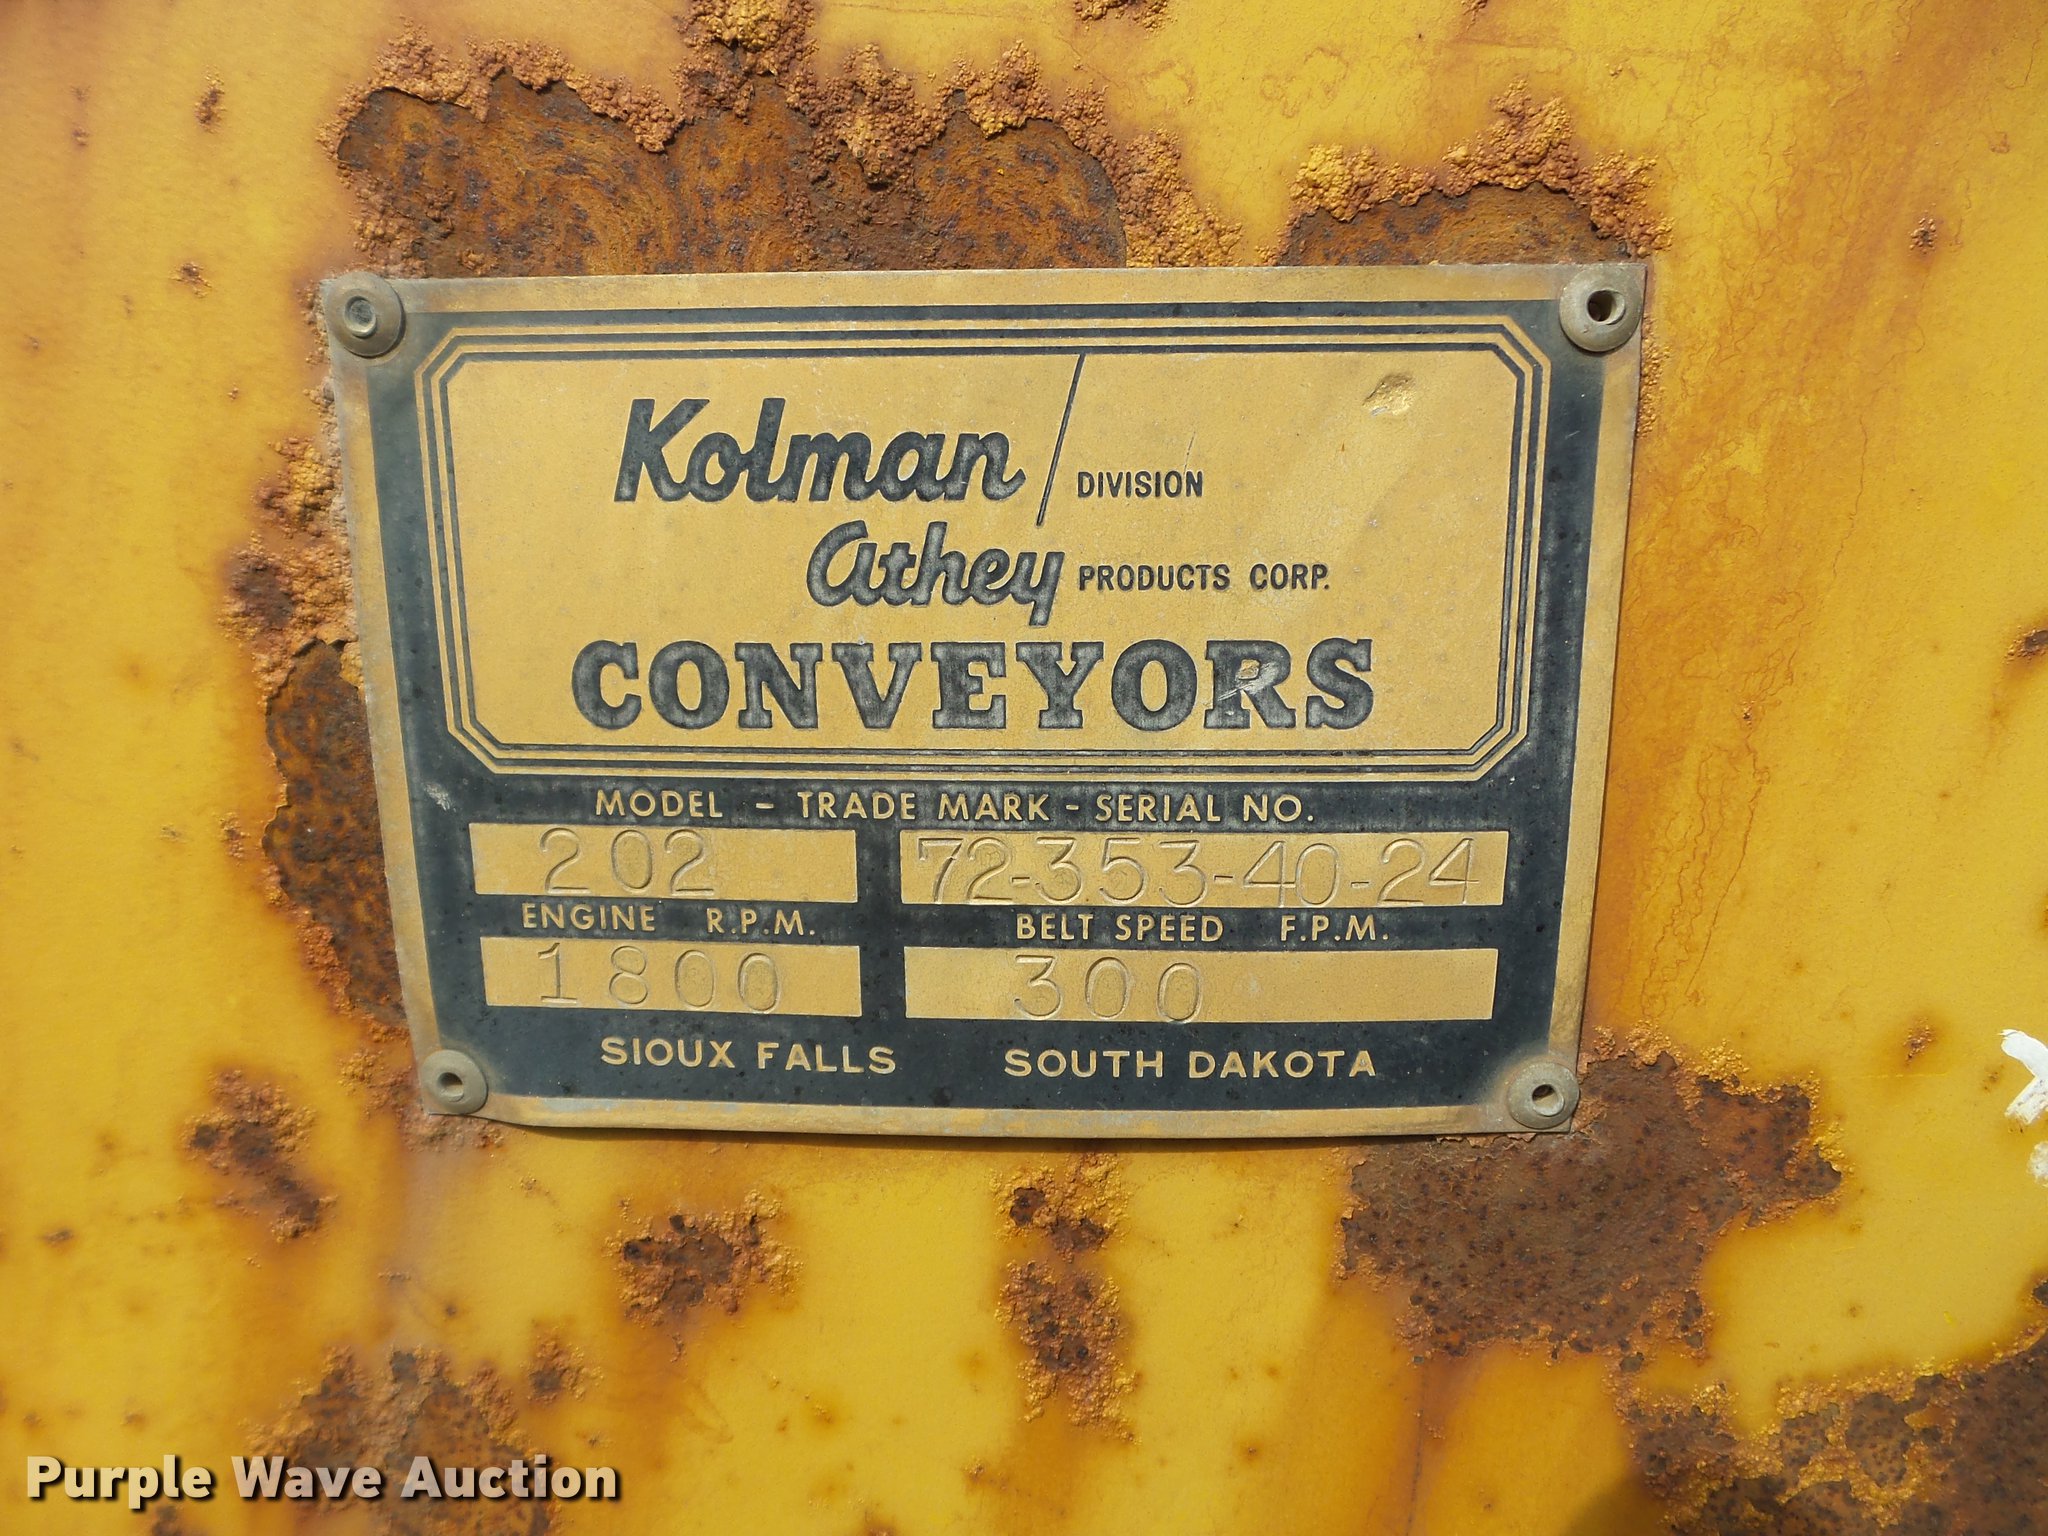 Kolman DIVISION
athey PRODUCTS CORP.
CONVEYORS
MODEL - TRADE MARK - SERIAL NO.
202 72-353-40-24
ENGINE R.P.M. BELT SPEED F.P.M.
1800 300
SIOUX FALLS SOUTH DAKOTA
Purple Wave Auction